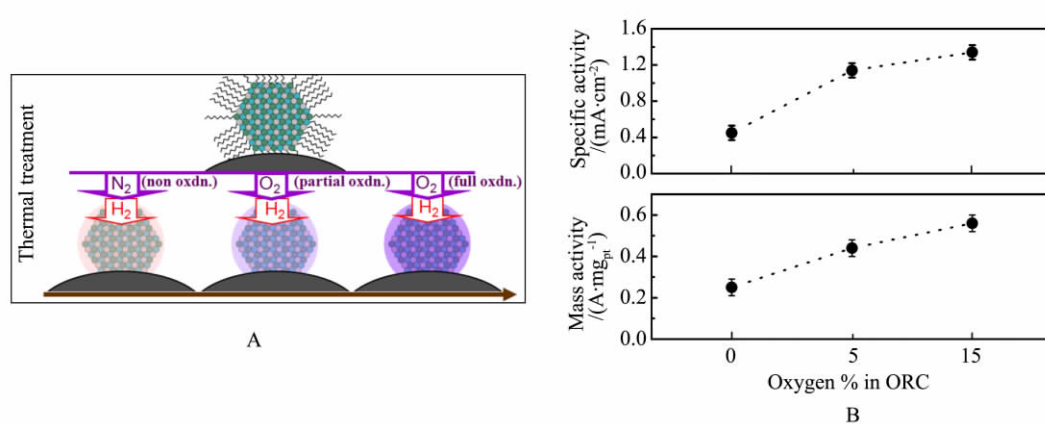 Thermal treatment
N₂ (non oxdn.) O₂ (partial oxdn.) O₂ (full oxdn.)
H₂ H₂ H₂
A
Specific activity
/(mA·cm⁻²)
1.6
1.2
0.8
0.4
0.0
Mass activity
/(A·mgpt⁻¹)
0.6
0.4
0.2
0.0
0 5 15
Oxygen % in ORC
B